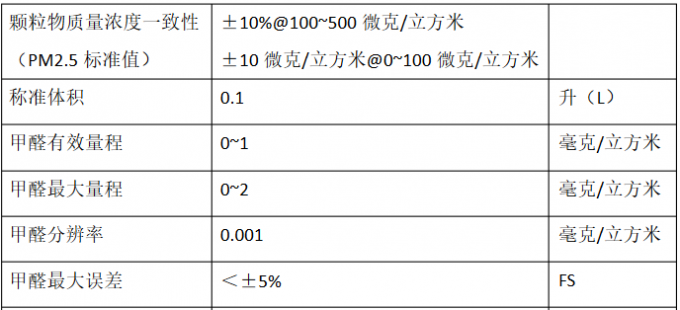 颗粒物质量浓度一致性 ±10%@100~500 微克/立方米
（PM2.5 标准值） ±10 微克/立方米@0~100 微克/立方米
称准体积 0.1 升（L）
甲醛有效量程 0~1 毫克/立方米
甲醛最大量程 0~2 毫克/立方米
甲醛分辨率 0.001 毫克/立方米
甲醛最大误差 ＜±5% FS